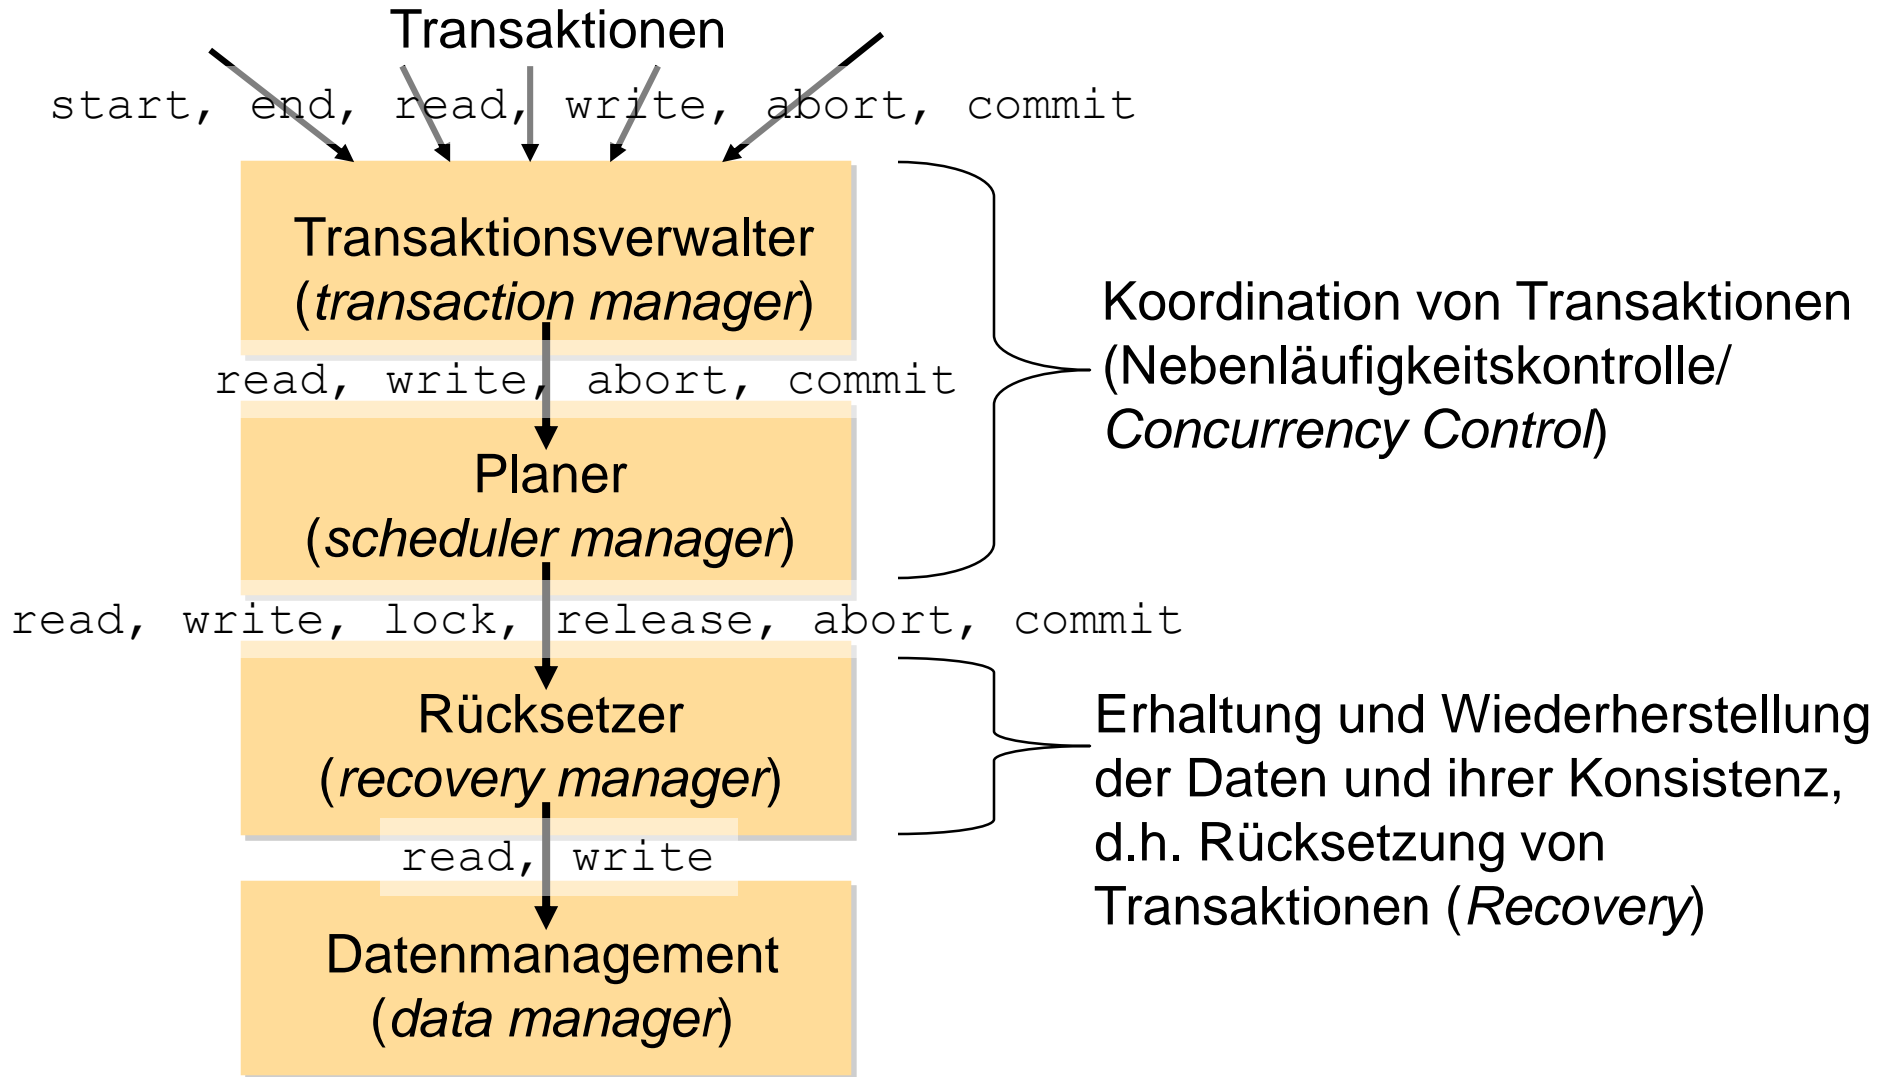 Transaktionen
start, end, read, write, abort, commit
Transaktionsverwalter
(transaction manager)
read, write, abort, commit
Planer
(scheduler manager)
Koordination von Transaktionen
(Nebenläufigkeitskontrolle/
Concurrency Control)
read, write, lock, release, abort, commit
Rücksetzer
(recovery manager)
Erhaltung und Wiederherstellung
der Daten und ihrer Konsistenz,
d.h. Rücksetzung von
Transaktionen (Recovery)
read, write
Datenmanagement
(data manager)